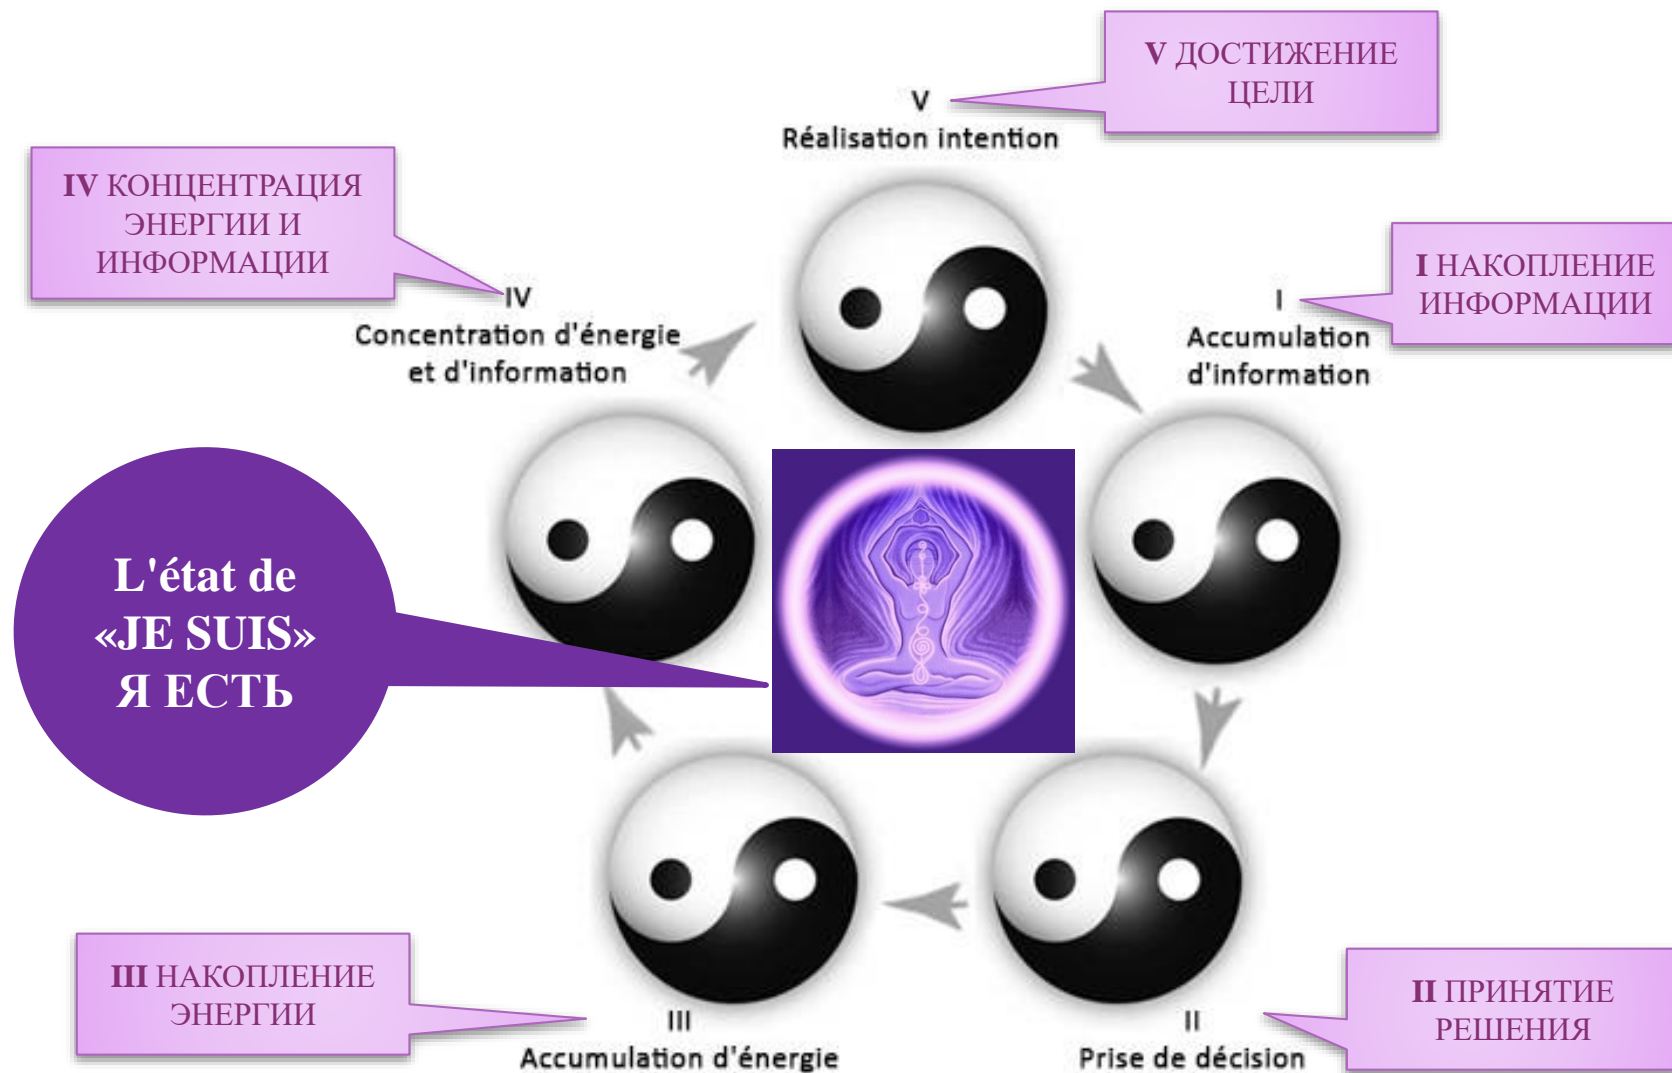 V ДОСТИЖЕНИЕ
ЦЕЛИ
V
Réalisation intention
IV КОНЦЕНТРАЦИЯ
ЭНЕРГИИ И
ИНФОРМАЦИИ
IV
Concentration d'énergie
et d'information
I НАКОПЛЕНИЕ
ИНФОРМАЦИИ
I
Accumulation
d'information
L'état de
«JE SUIS»
Я ЕСТЬ
III НАКОПЛЕНИЕ
ЭНЕРГИИ
III
Accumulation d'énergie
II ПРИНЯТИЕ
РЕШЕНИЯ
II
Prise de décision